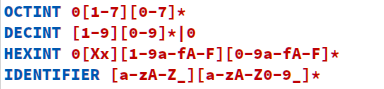 OCTINT 0[1-7][0-7]*
DECINT [1-9][0-9]*|0
HEXINT 0[Xx][1-9a-fA-F][0-9a-fA-F]*
IDENTIFIER [a-zA-Z_][a-zA-Z0-9_]*